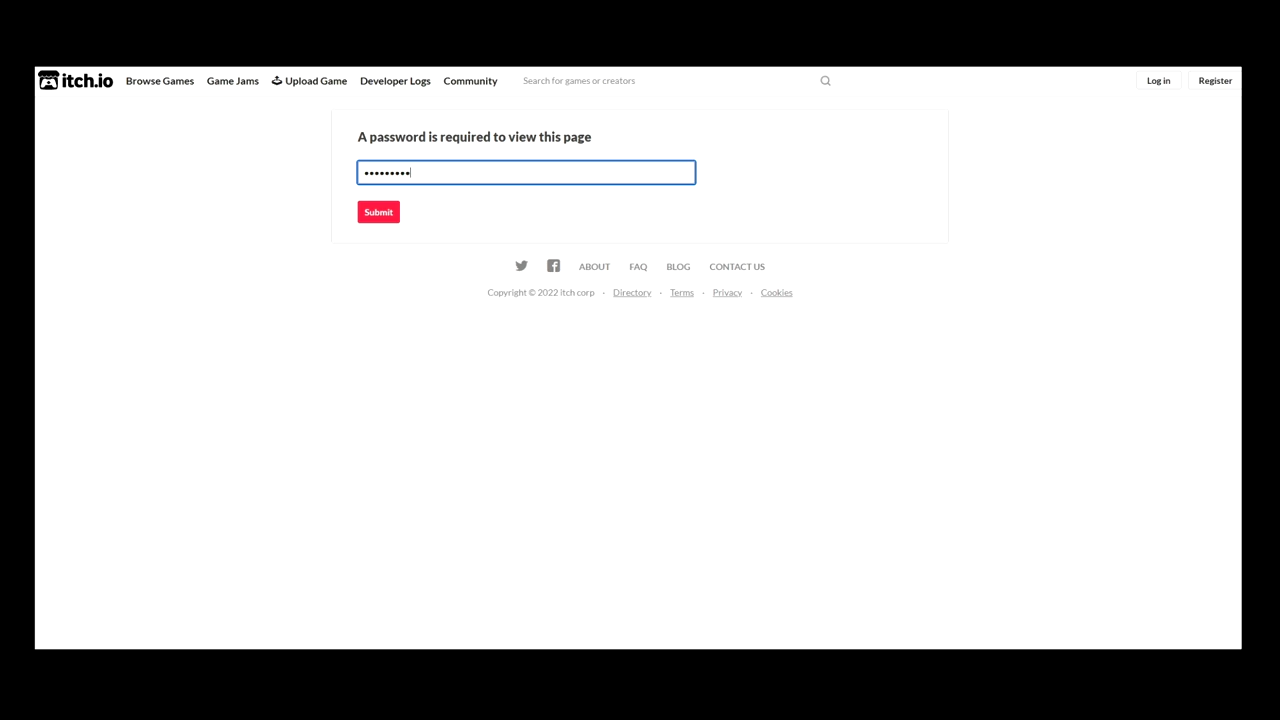 itch.io Browse Games Game Jams Upload Game Developer Logs Community Search for games or creators Log in Register
A password is required to view this page
•••••••••
Submit
ABOUT FAQ BLOG CONTACT US
Copyright © 2022 itch corp · Directory · Terms · Privacy · Cookies